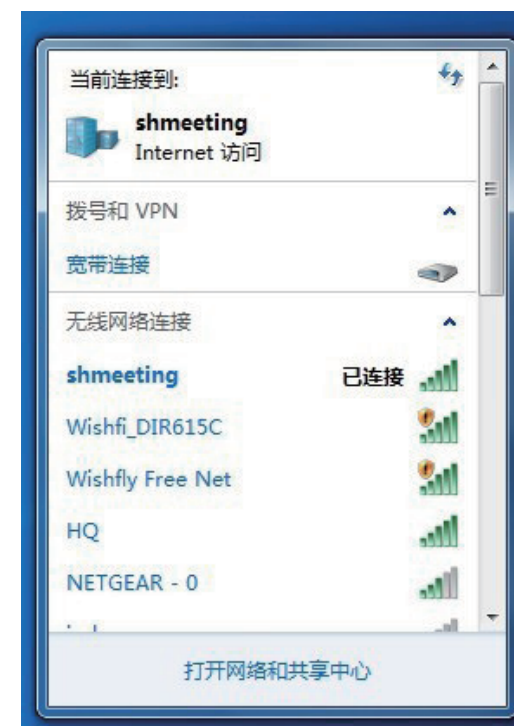 当前连接到:
shmeeting
Internet 访问
拨号和 VPN
宽带连接
无线网络连接
shmeeting 已连接
Wishfi_DIR615C
Wishfly Free Net
HQ
NETGEAR - 0
打开网络和共享中心